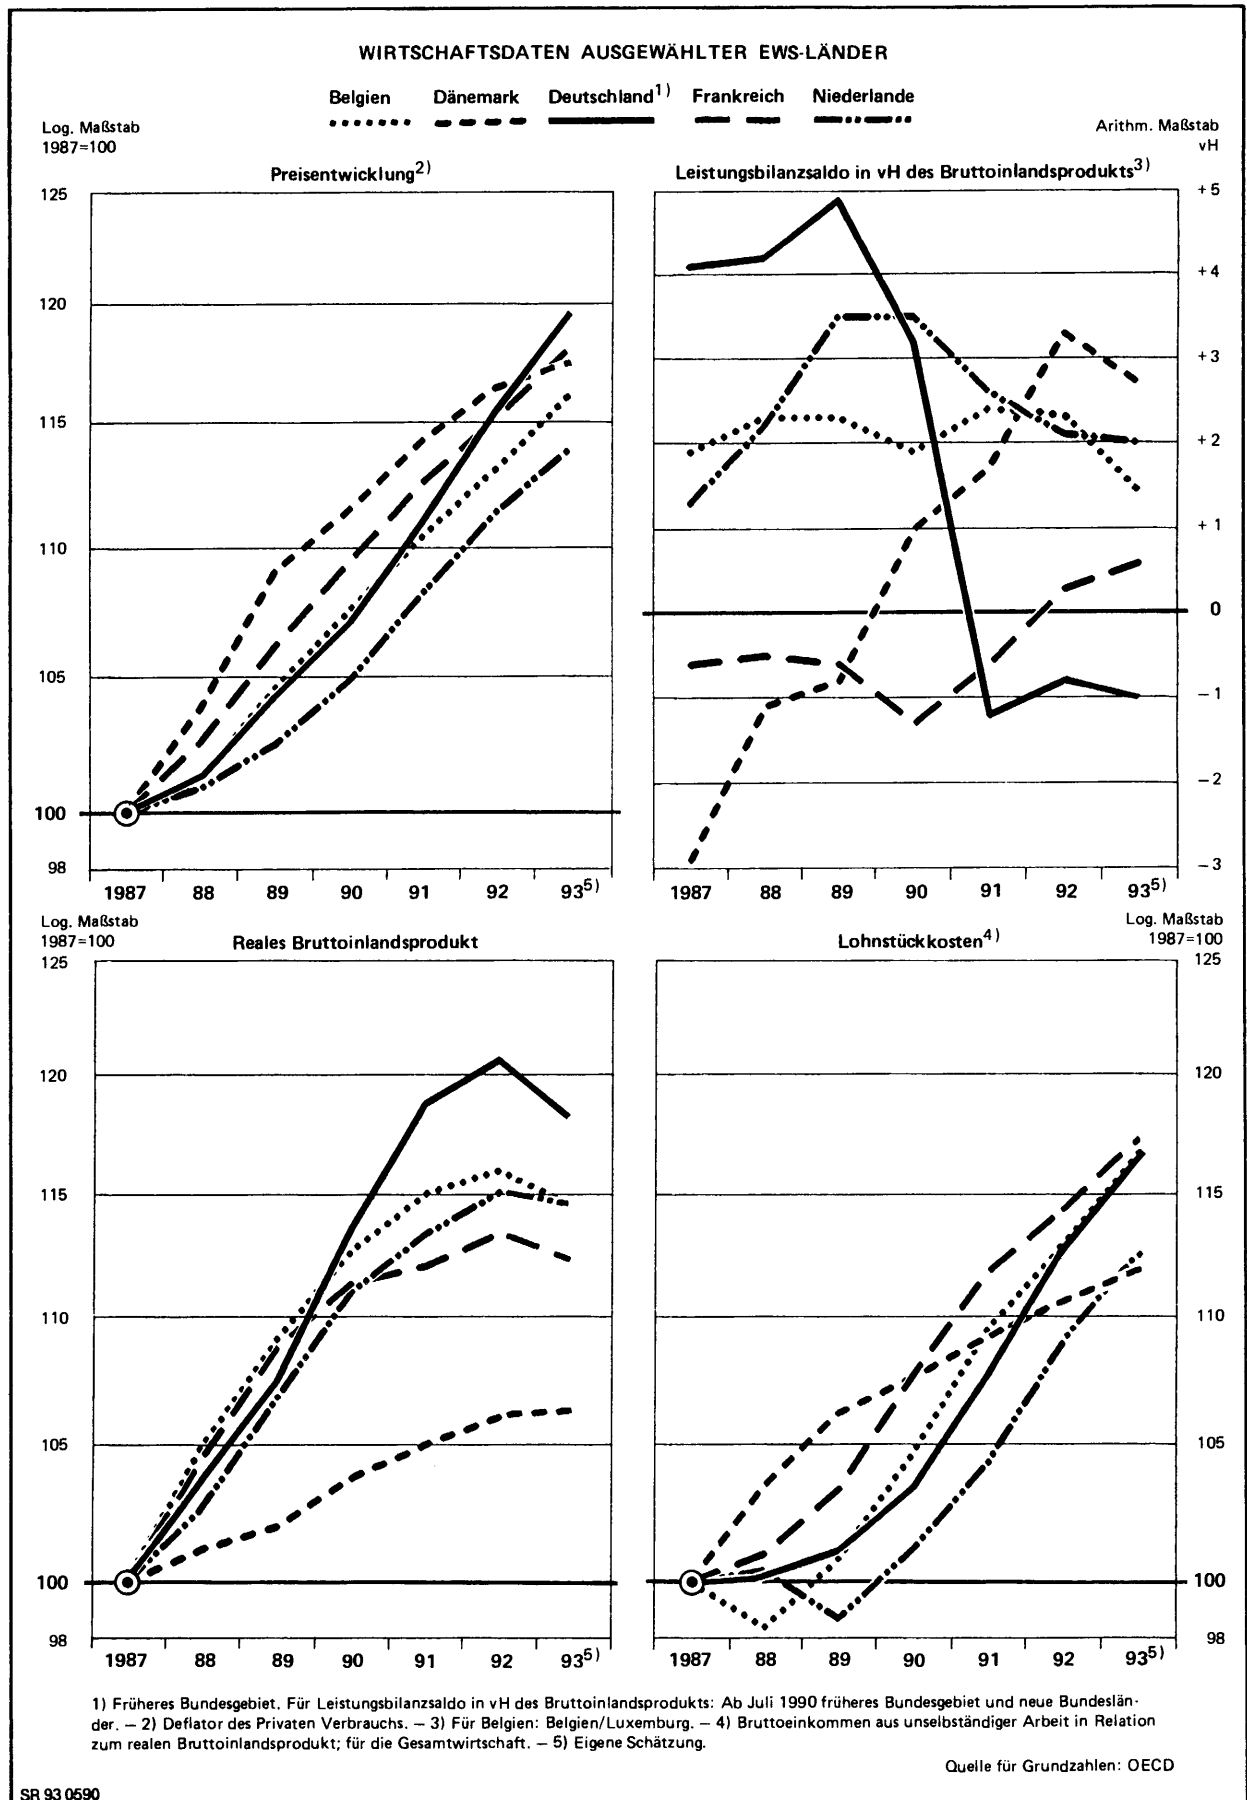 WIRTSCHAFTSDATEN AUSGEWÄHLTER EWS-LÄNDER
Belgien Dänemark Deutschland1) Frankreich Niederlande
Log. Maßstab
1987=100
Arithm. Maßstab
vH
Preisentwicklung2)
125
120
115
110
105
100
98
1987 88 89 90 91 92 935)
Leistungsbilanzsaldo in vH des Bruttoinlandsprodukts3)
+5
+4
+3
+2
+1
0
−1
−2
−3
1987 88 89 90 91 92 935)
Log. Maßstab
1987=100
Reales Bruttoinlandsprodukt
125
120
115
110
105
100
98
1987 88 89 90 91 92 935)
Lohnstückkosten4)
Log. Maßstab
1987=100
125
120
115
110
105
100
98
1987 88 89 90 91 92 935)
1) Früheres Bundesgebiet. Für Leistungsbilanzsaldo in vH des Bruttoinlandsprodukts: Ab Juli 1990 früheres Bundesgebiet und neue Bundeslän-
der. – 2) Deflator des Privaten Verbrauchs. – 3) Für Belgien: Belgien/Luxemburg. – 4) Bruttoeinkommen aus unselbständiger Arbeit in Relation
zum realen Bruttoinlandsprodukt; für die Gesamtwirtschaft. – 5) Eigene Schätzung.
Quelle für Grundzahlen: OECD
SR 93 0590